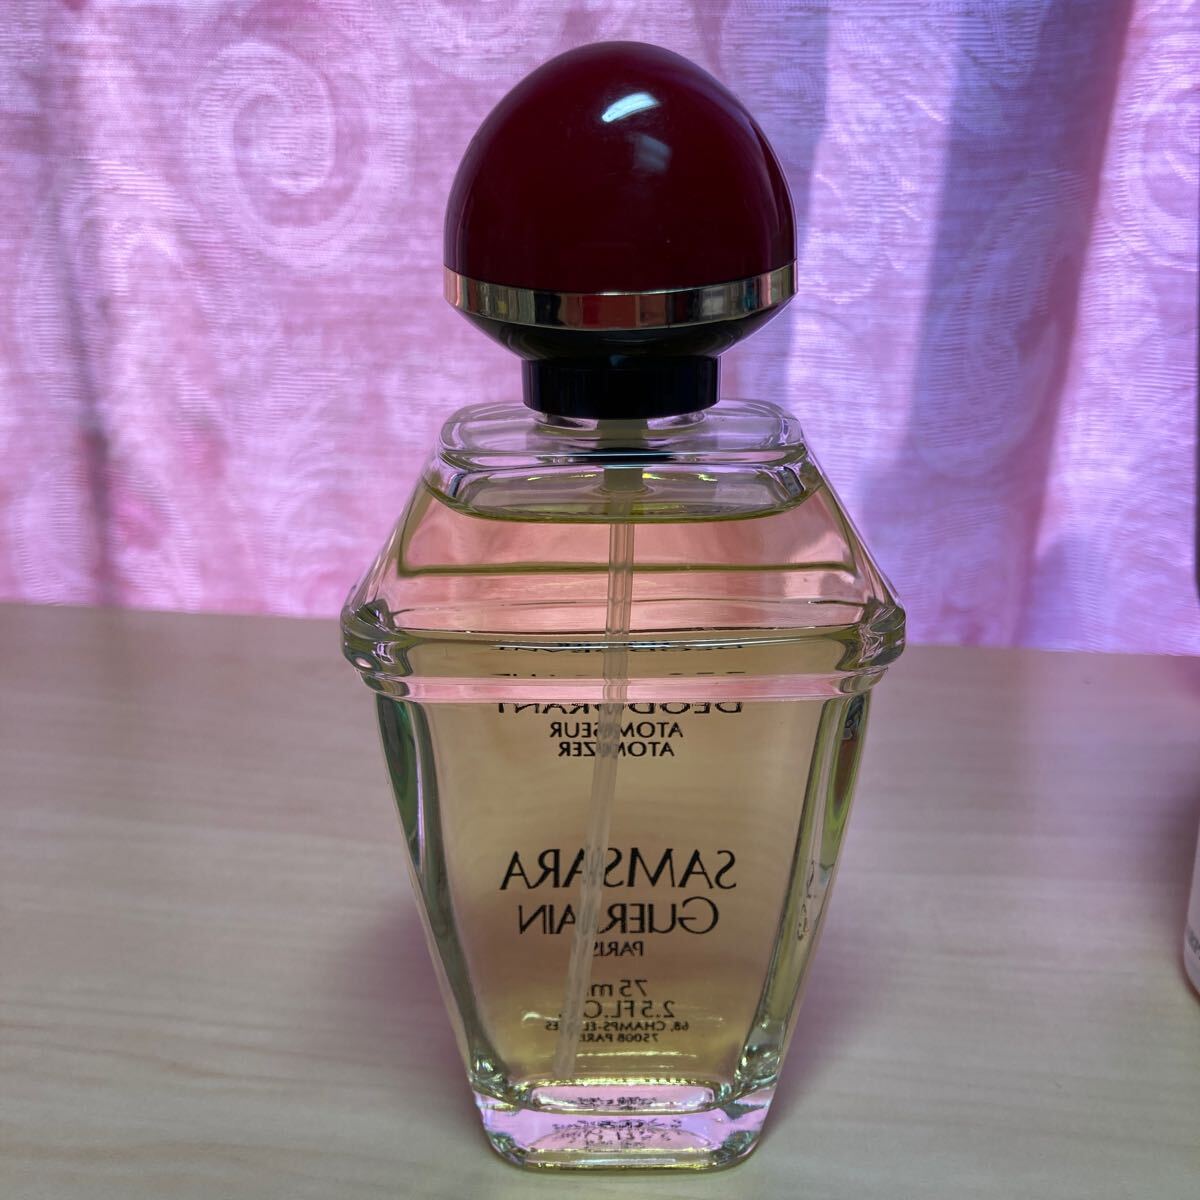 DEODORANT
ATOMISEUR
ATOMIZER
SAMSARA
GUERLAIN
PARIS
75 ml
2.5 FL.OZ.
68, CHAMPS-ELYSEES
75008 PARIS